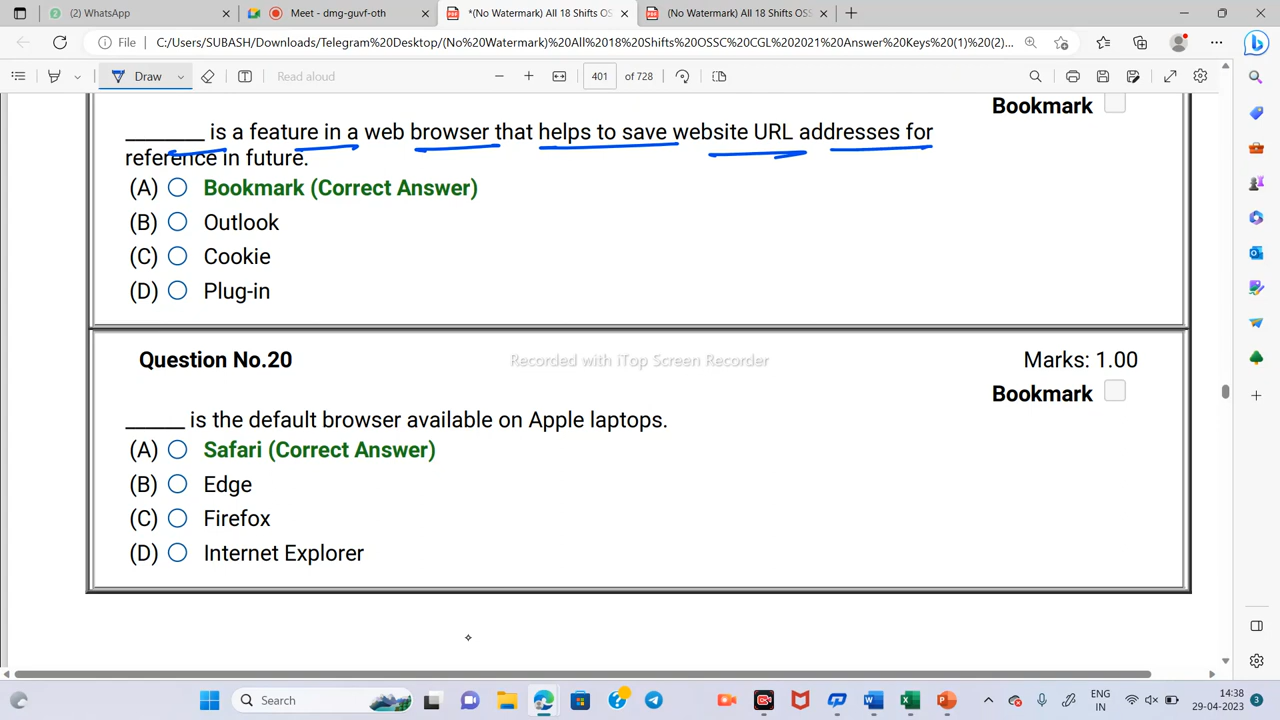 (2) WhatsApp
Meet - dmg-guvf-oth
*(No Watermark) All 18 Shifts OS
(No Watermark) All 18 Shifts OSS
File
C:/Users/SUBASH/Downloads/Telegram%20Desktop/(No%20Watermark)%20All%2018%20Shifts%20OSSC%20CGL%202021%20Answer%20Keys%20(1)%20(2)...
Draw
Read aloud
401 of 728
Bookmark
________ is a feature in a web browser that helps to save website URL addresses for
reference in future.
(A) Bookmark (Correct Answer)
(B) Outlook
(C) Cookie
(D) Plug-in
Question No.20
Recorded with iTop Screen Recorder
Marks: 1.00
Bookmark
______ is the default browser available on Apple laptops.
(A) Safari (Correct Answer)
(B) Edge
(C) Firefox
(D) Internet Explorer
Search
ENG
IN
14:38
29-04-2023
3